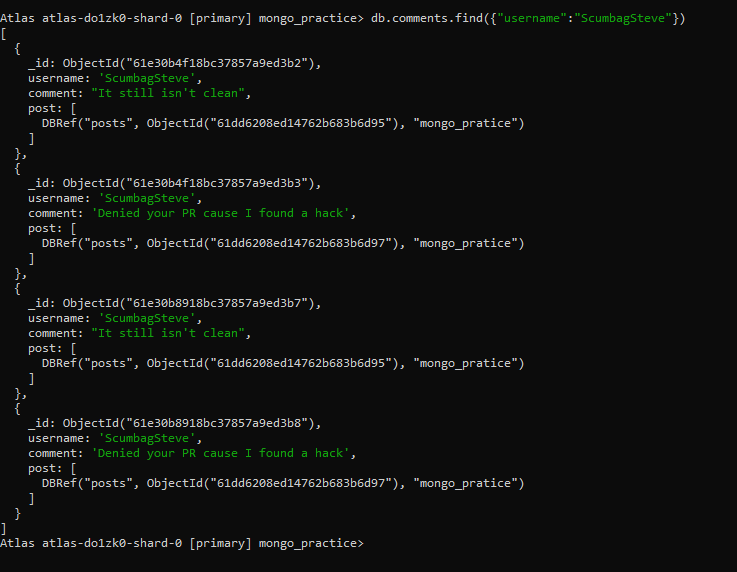 Atlas atlas-do1zk0-shard-0 [primary] mongo_practice> db.comments.find({"username":"ScumbagSteve"})
[
  {
    _id: ObjectId("61e30b4f18bc37857a9ed3b2"),
    username: 'ScumbagSteve',
    comment: "It still isn't clean",
    post: [
      DBRef("posts", ObjectId("61dd6208ed14762b683b6d95"), "mongo_pratice")
    ]
  },
  {
    _id: ObjectId("61e30b4f18bc37857a9ed3b3"),
    username: 'ScumbagSteve',
    comment: 'Denied your PR cause I found a hack',
    post: [
      DBRef("posts", ObjectId("61dd6208ed14762b683b6d97"), "mongo_pratice")
    ]
  },
  {
    _id: ObjectId("61e30b8918bc37857a9ed3b7"),
    username: 'ScumbagSteve',
    comment: "It still isn't clean",
    post: [
      DBRef("posts", ObjectId("61dd6208ed14762b683b6d95"), "mongo_pratice")
    ]
  },
  {
    _id: ObjectId("61e30b8918bc37857a9ed3b8"),
    username: 'ScumbagSteve',
    comment: 'Denied your PR cause I found a hack',
    post: [
      DBRef("posts", ObjectId("61dd6208ed14762b683b6d97"), "mongo_pratice")
    ]
  }
]
Atlas atlas-do1zk0-shard-0 [primary] mongo_practice>